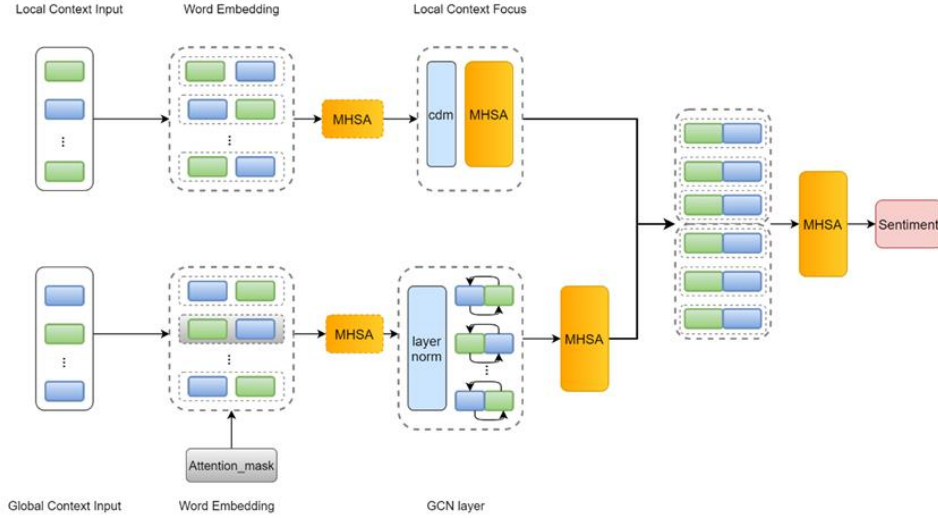 Local Context Input
Word Embedding
Local Context Focus
MHSA
cdm
MHSA
MHSA
Sentiment
MHSA
layer
norm
MHSA
Attention_mask
Global Context Input
Word Embedding
GCN layer